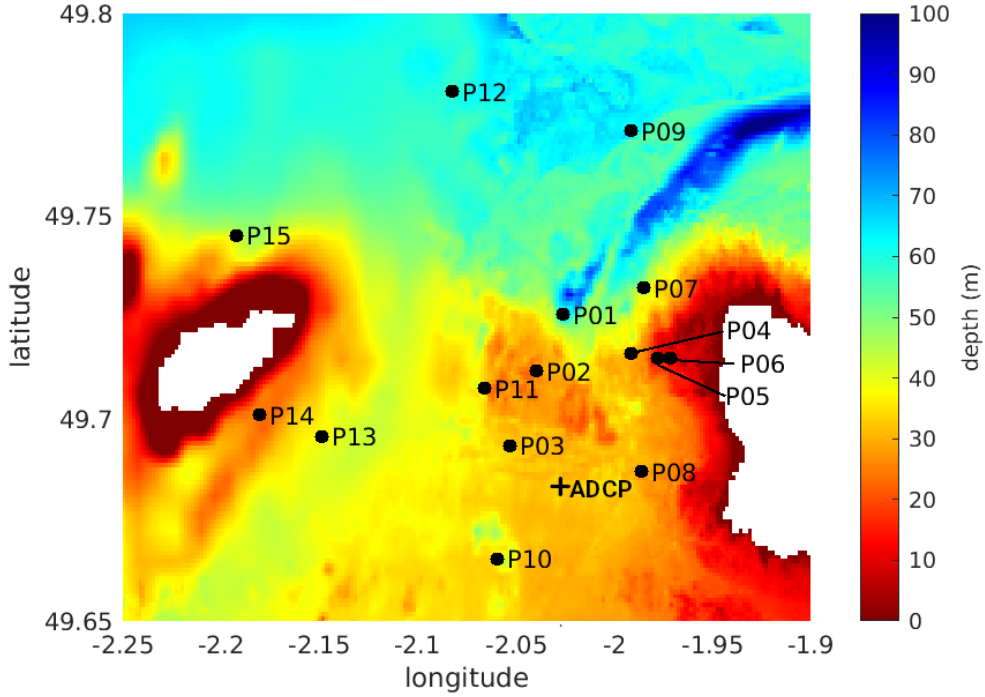 49.8
49.75
49.7
49.65
latitude
-2.25
-2.2
-2.15
-2.1
-2.05
-2
-1.95
-1.9
longitude
P12
P09
P15
P07
P01
P04
P06
P05
P02
P11
P14
P13
P03
P08
ADCP
P10
100
90
80
70
60
50
40
30
20
10
0
depth (m)